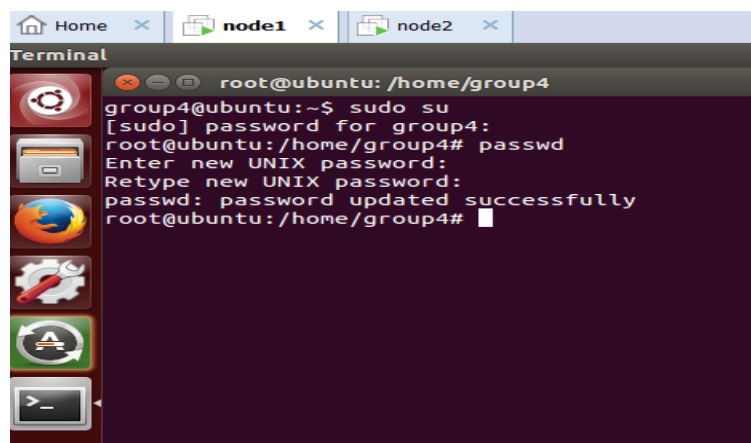 Home × node1 × node2 ×
Terminal
root@ubuntu: /home/group4
group4@ubuntu:~$ sudo su
[sudo] password for group4:
root@ubuntu:/home/group4# passwd
Enter new UNIX password:
Retype new UNIX password:
passwd: password updated successfully
root@ubuntu:/home/group4#